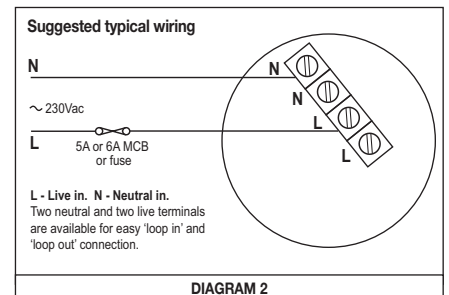 Suggested typical wiring
N
N
N
~ 230Vac
L
L
L
5A or 6A MCB
or fuse
L - Live in. N - Neutral in.
Two neutral and two live terminals
are available for easy ‘loop in’ and
‘loop out’ connection.
DIAGRAM 2